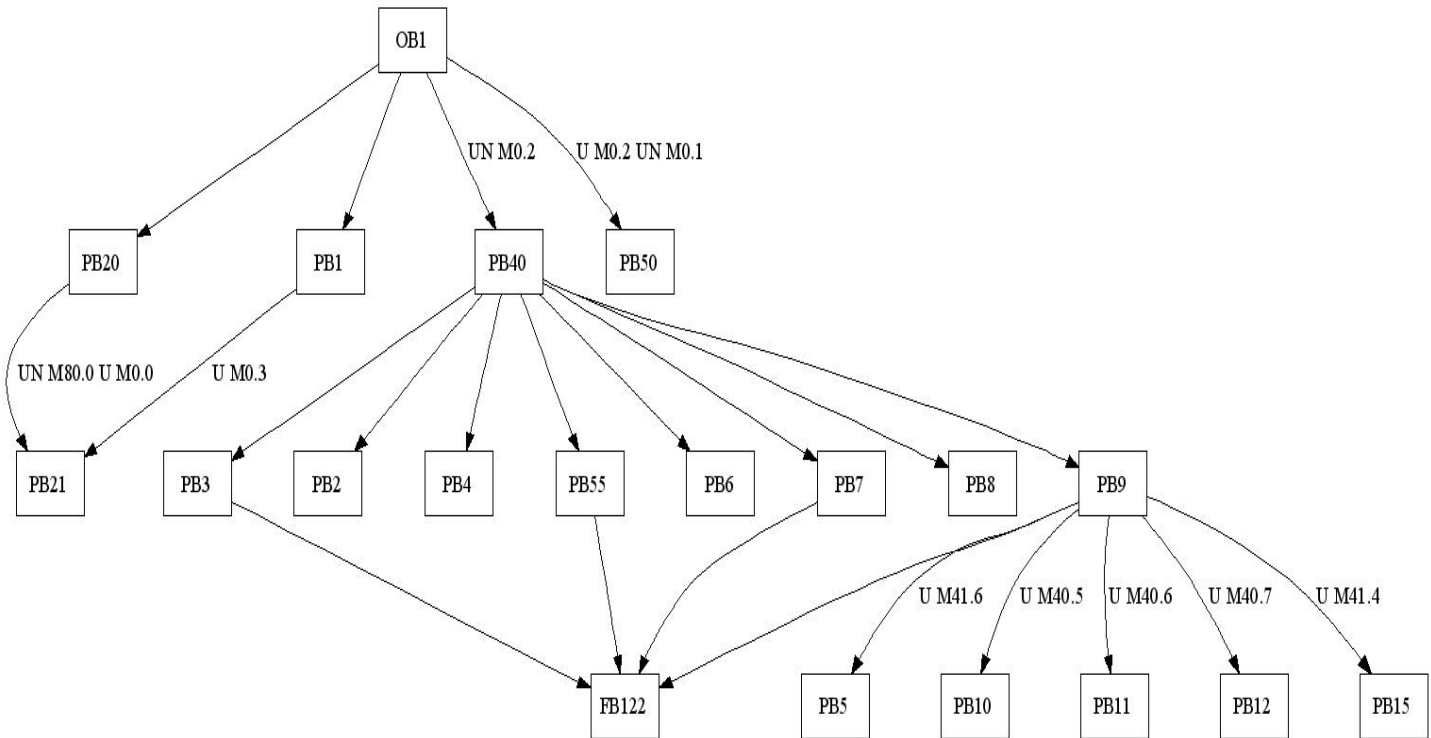 OB1
UN M0.2
U M0.2 UN M0.1
PB20
PB1
PB40
PB50
UN M80.0 U M0.0
U M0.3
PB21
PB3
PB2
PB4
PB55
PB6
PB7
PB8
PB9
U M41.6
U M40.5
U M40.6
U M40.7
U M41.4
FB122
PB5
PB10
PB11
PB12
PB15